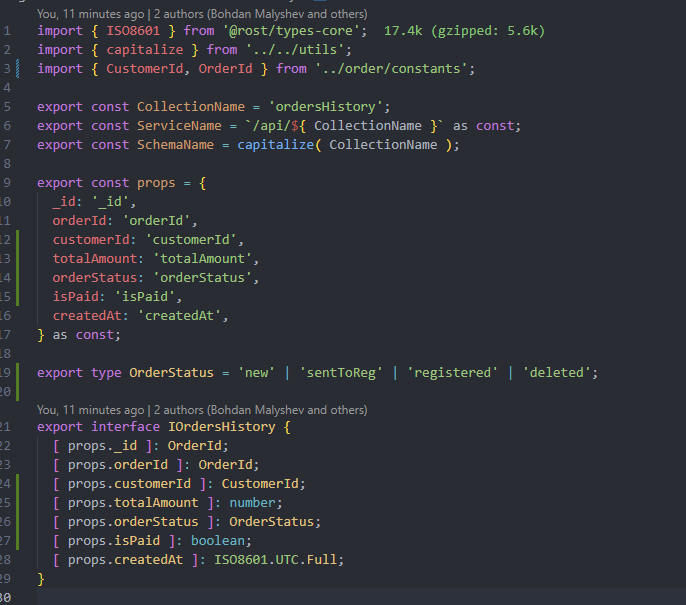 You, 11 minutes ago | 2 authors (Bohdan Malyshev and others)
1 import { ISO8601 } from '@rost/types-core'; 17.4k (gzipped: 5.6k)
2 import { capitalize } from '../../utils';
3 import { CustomerId, OrderId } from '../order/constants';
4
5 export const CollectionName = 'ordersHistory';
6 export const ServiceName = `/api/${ CollectionName }` as const;
7 export const SchemaName = capitalize( CollectionName );
8
9 export const props = {
10 _id: '_id',
11 orderId: 'orderId',
12 customerId: 'customerId',
13 totalAmount: 'totalAmount',
14 orderStatus: 'orderStatus',
15 isPaid: 'isPaid',
16 createdAt: 'createdAt',
17 } as const;
18
19 export type OrderStatus = 'new' | 'sentToReg' | 'registered' | 'deleted';
20
You, 11 minutes ago | 2 authors (Bohdan Malyshev and others)
21 export interface IOrdersHistory {
22 [ props._id ]: OrderId;
23 [ props.orderId ]: OrderId;
24 [ props.customerId ]: CustomerId;
25 [ props.totalAmount ]: number;
26 [ props.orderStatus ]: OrderStatus;
27 [ props.isPaid ]: boolean;
28 [ props.createdAt ]: ISO8601.UTC.Full;
29 }
30